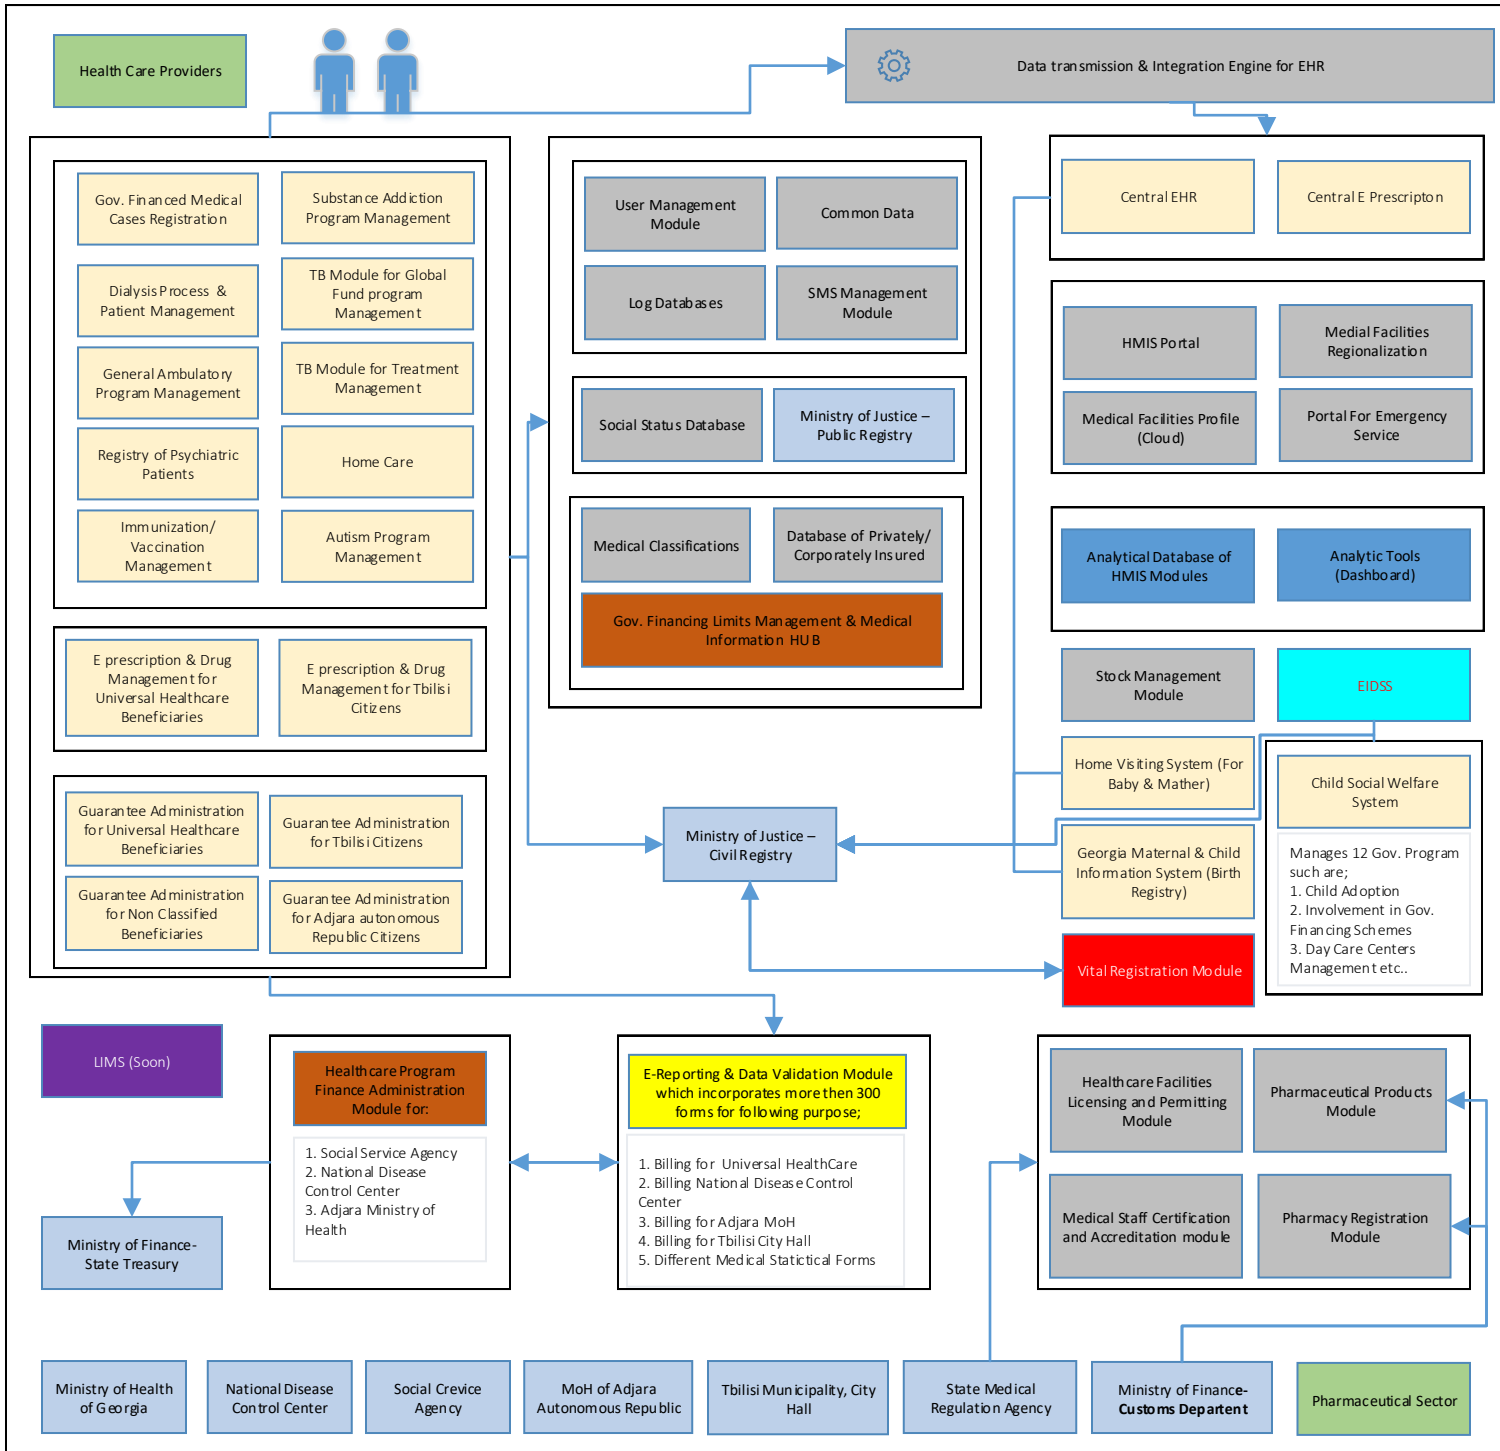 Health Care Providers
Data transmission & Integration Engine for EHR
Gov. Financed Medical
Cases Registration
Substance Addiction
Program Management
Dialysis Process &
Patient Management
TB Module for Global
Fund program
Management
General Ambulatory
Program Management
TB Module for Treatment
Management
Registry of Psychiatric
Patients
Home Care
Immunization/
Vaccination
Management
Autism Program
Management
E prescription & Drug
Management for
Universal Healthcare
Beneficiaries
E prescription & Drug
Management for Tbilisi
Citizens
Guarantee Administration
for Universal Healthcare
Beneficiaries
Guarantee Administration
for Tbilisi Citizens
Guarantee Administration
for Non Classified
Beneficiaries
Guarantee Administration
for Adjara autonomous
Republic Citizens
User Management
Module
Common Data
Log Databases
SMS Management
Module
Social Status Database
Ministry of Justice –
Public Registry
Medical Classifications
Database of Privately/
Corporately Insured
Gov. Financing Limits Management & Medical
Information HUB
Ministry of Justice –
Civil Registry
Central EHR
Central E Prescripton
HMIS Portal
Medial Facilities
Regionalization
Medical Facilities Profile
(Cloud)
Portal For Emergency
Service
Analytical Database of
HMIS Modules
Analytic Tools
(Dashboard)
Stock Management
Module
EIDSS
Home Visiting System (For
Baby & Mather)
Child Social Welfare
System
Georgia Maternal & Child
Information System (Birth
Registry)
Manages 12 Gov. Program
such are;
1. Child Adoption
2. Involvement in Gov.
Financing Schemes
3. Day Care Centers
Management etc..
Vital Registration Module
LIMS (Soon)
Healthcare Program
Finance Administration
Module for:
1. Social Service Agency
2. National Disease
Control Center
3. Adjara Ministry of
Health
E-Reporting & Data Validation Module
which incorporates more then 300
forms for following purpose;
1. Billing for Universal HealthCare
2. Billing National Disease Control
Center
3. Billing for Adjara MoH
4. Billing for Tbilisi City Hall
5. Different Medical Statictical Forms
Healthcare Facilities
Licensing and Permitting
Module
Pharmaceutical Products
Module
Medical Staff Certification
and Accreditation module
Pharmacy Registration
Module
Ministry of Finance-
State Treasury
Ministry of Health
of Georgia
National Disease
Control Center
Social Crevice
Agency
MoH of Adjara
Autonomous Republic
Tbilisi Municipality, City
Hall
State Medical
Regulation Agency
Ministry of Finance-
Customs Departent
Pharmaceutical Sector